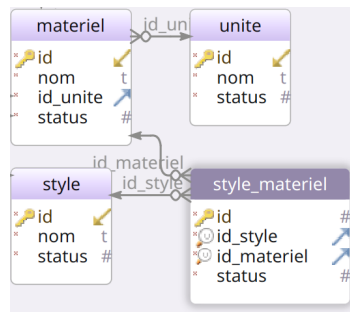 materiel
id
nom t
id_unite
status #
id_un
unite
id
nom t
status #
id_materiel
id_style
style
id
nom t
status #
style_materiel
id #
id_style
id_materiel
status #